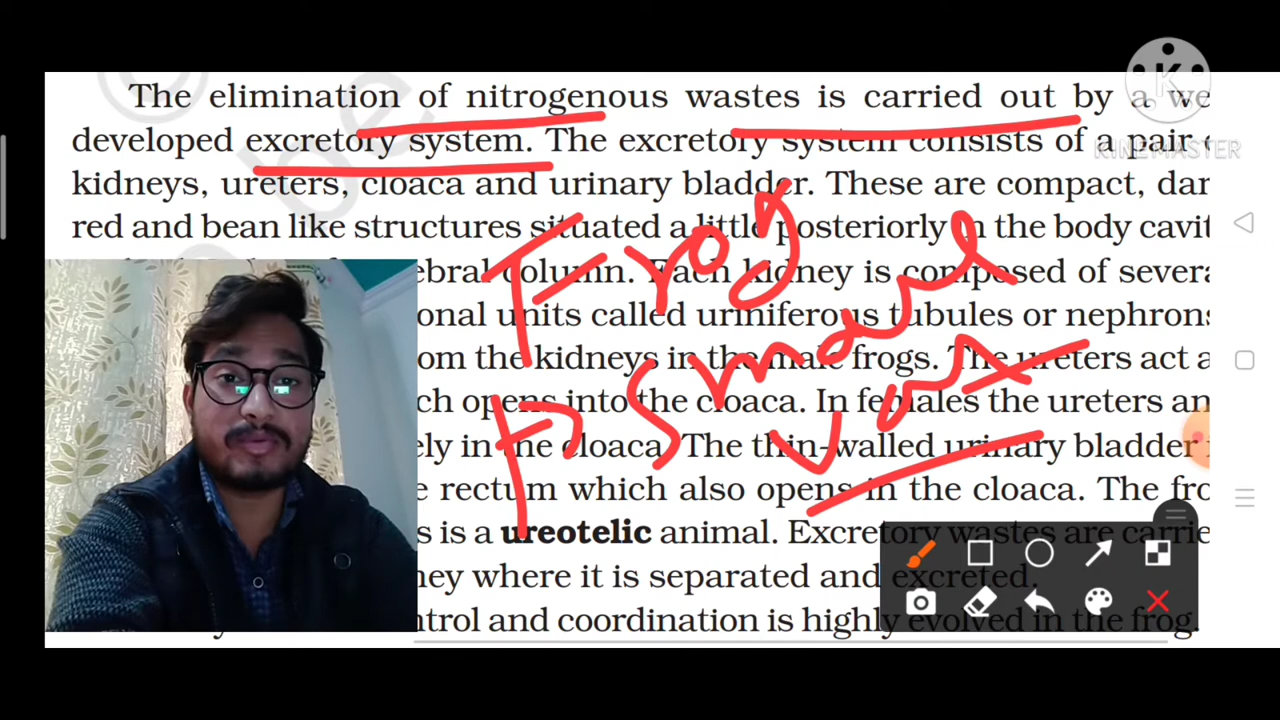 The elimination of nitrogenous wastes is carried out by a we
developed excretory system. The excretory system consists of a pair
kidneys, ureters, cloaca and urinary bladder. These are compact, dar
red and bean like structures situated a little posteriorly in the body cavit
ebral column. Each kidney is composed of severa
onal units called uriniferous tubules or nephrons
om the kidneys in the male frogs. The ureters act a
ch opens into the cloaca. In females the ureters an
ely in the cloaca. The thin-walled urinary bladder
e rectum which also opens in the cloaca. The fro
s is a ureotelic animal. Excretory wastes are carrie
ney where it is separated and excreted.
ntrol and coordination is highly evolved in the frog.
Frog
K
KINEMASTER